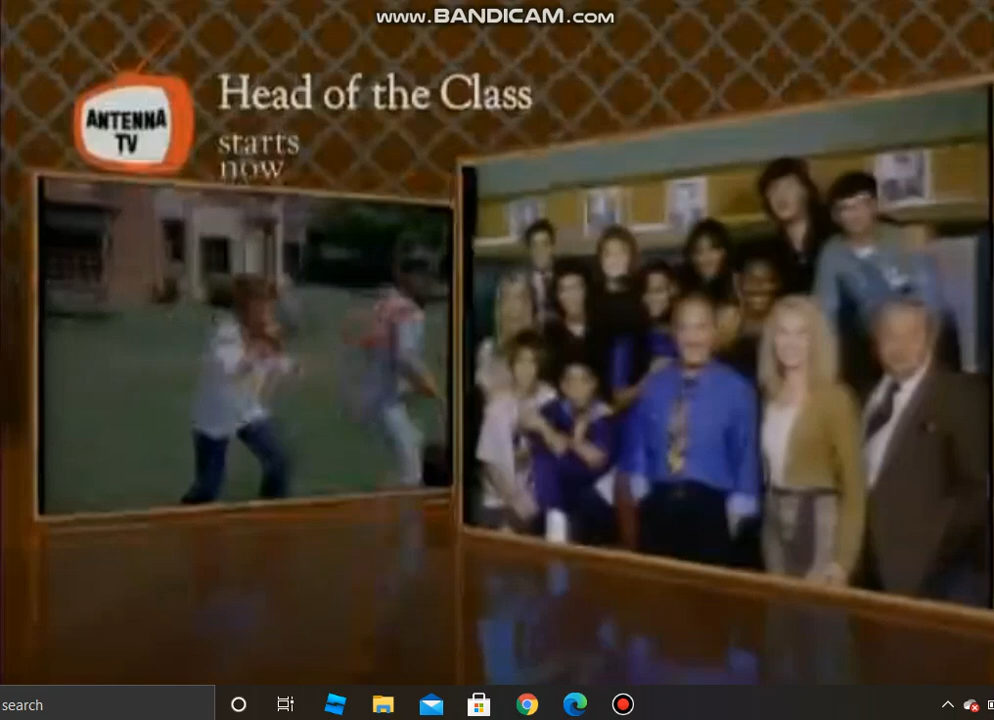 www.BANDICAM.com
Head of the Class
ANTENNA
TV
starts
now
search